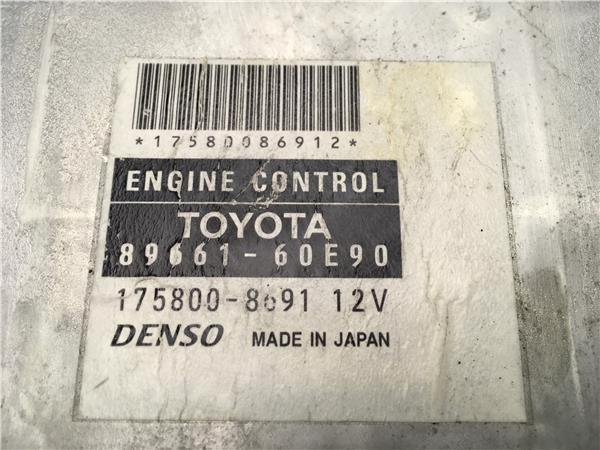 *17580086912*
ENGINE CONTROL
TOYOTA
89661-60E90
175800-8691 12V
DENSO MADE IN JAPAN